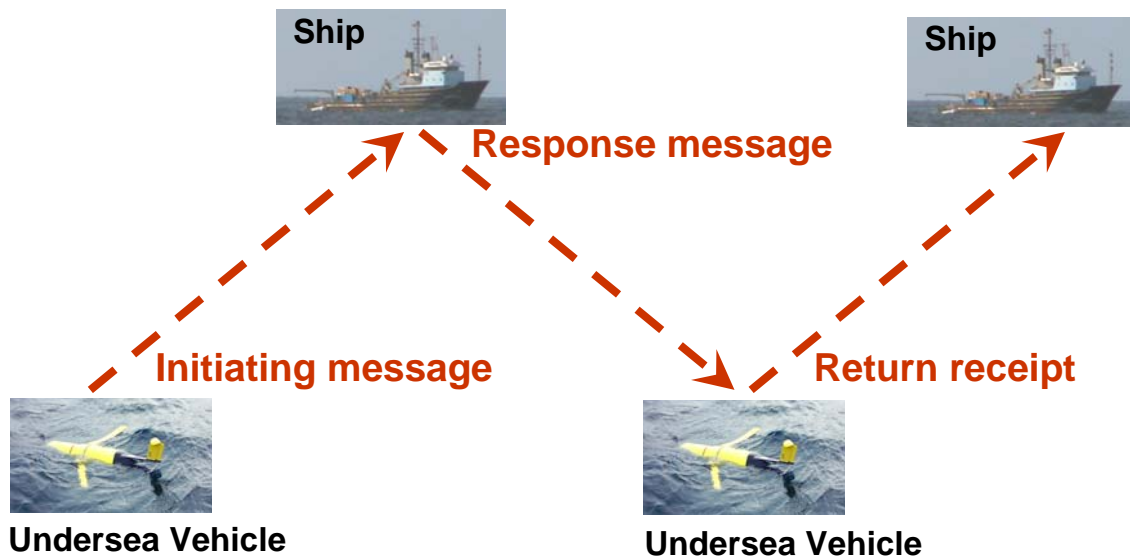 Ship
Ship
Response message
Initiating message
Return receipt
Undersea Vehicle
Undersea Vehicle